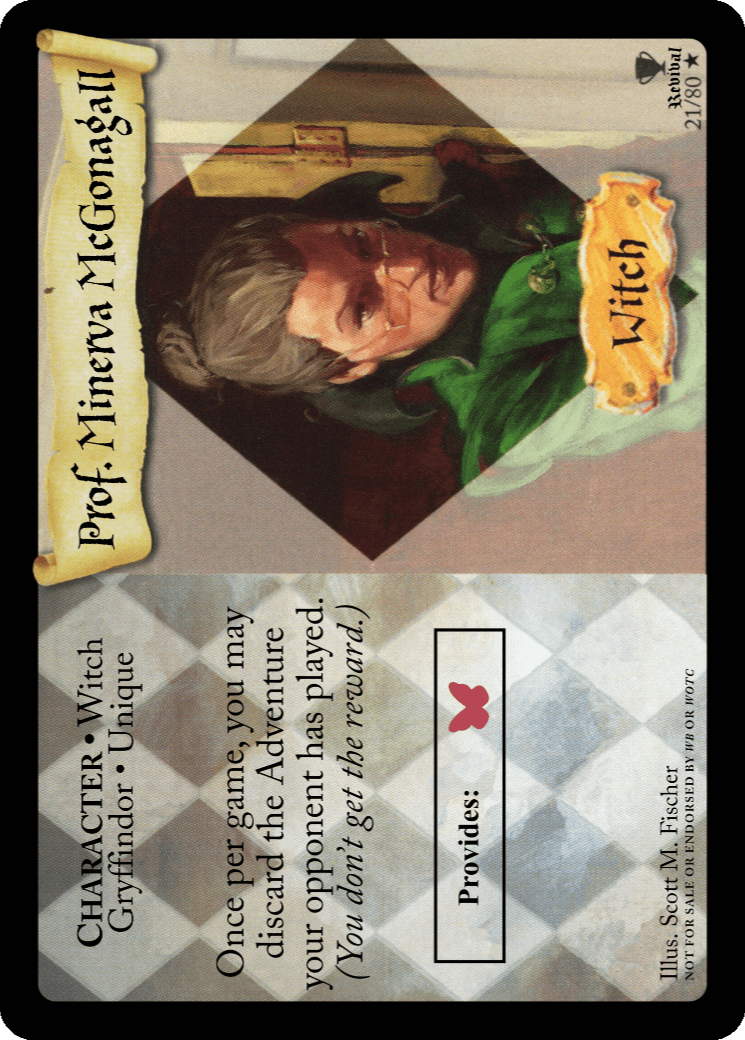 Prof. Minerva McGonagall
CHARACTER • Witch
Gryffindor • Unique
Once per game, you may
discard the Adventure
your opponent has played.
(You don't get the reward.)
Provides:
Witch
Illus. Scott M. Fischer
NOT FOR SALE OR ENDORSED BY WB OR WOTC
Revival
21/80 ★